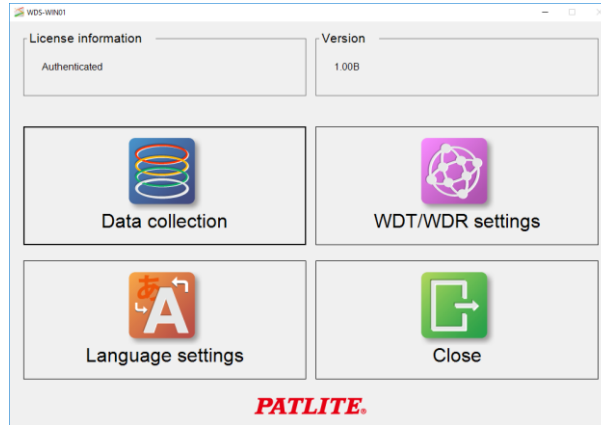 WDS-WIN01
License information
Authenticated
Version
1.00B
Data collection
WDT/WDR settings
あ
A
Language settings
Close
PATLITE®